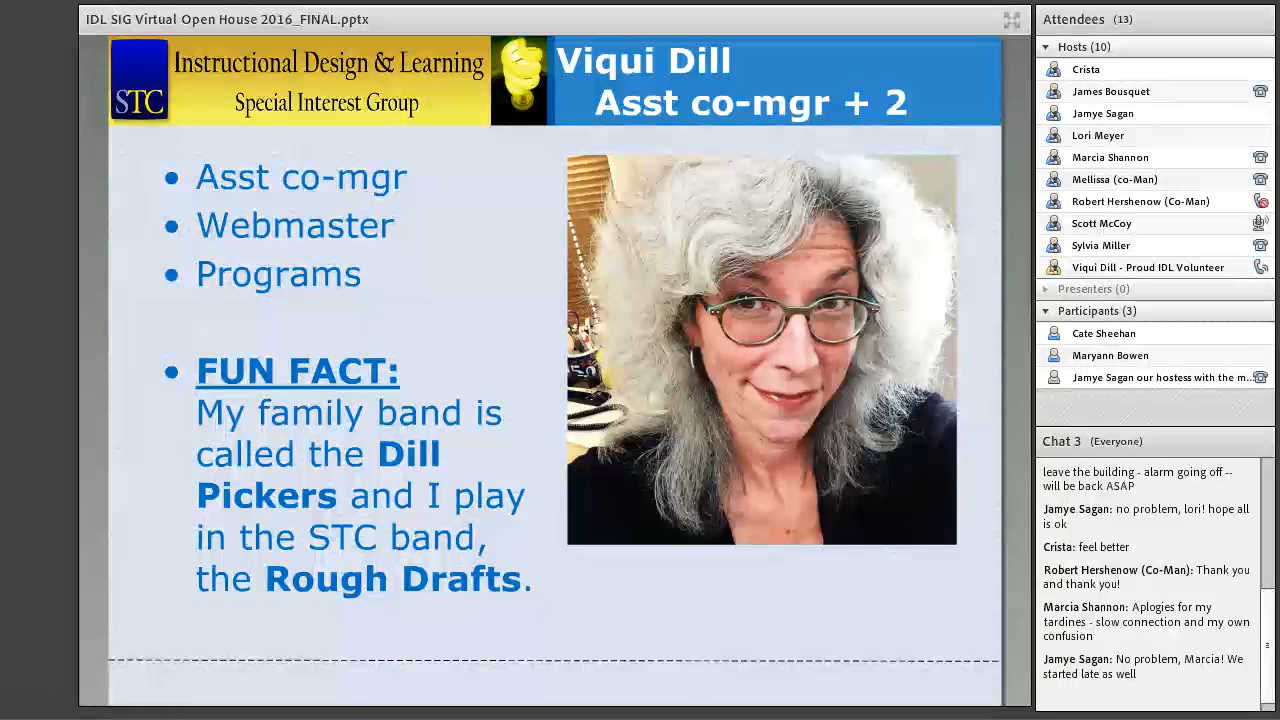 IDL SIG Virtual Open House 2016_FINAL.pptx
STC
Instructional Design & Learning
Special Interest Group
Viqui Dill
Asst co-mgr + 2
• Asst co-mgr
• Webmaster
• Programs
• FUN FACT:
My family band is
called the Dill
Pickers and I play
in the STC band,
the Rough Drafts.
Attendees (13)
Hosts (10)
Crista
James Bousquet
Jamye Sagan
Lori Meyer
Marcia Shannon
Mellissa (co-Man)
Robert Hershenow (Co-Man)
Scott McCoy
Sylvia Miller
Viqui Dill - Proud IDL Volunteer
Presenters (0)
Participants (3)
Cate Sheehan
Maryann Bowen
Jamye Sagan our hostess with the m...
Chat 3 (Everyone)
leave the building - alarm going off --
will be back ASAP
Jamye Sagan: no problem, lori! hope all
is ok
Crista: feel better
Robert Hershenow (Co-Man): Thank you
and thank you!
Marcia Shannon: Aplogies for my
tardines - slow connection and my own
confusion
Jamye Sagan: No problem, Marcia! We
started late as well